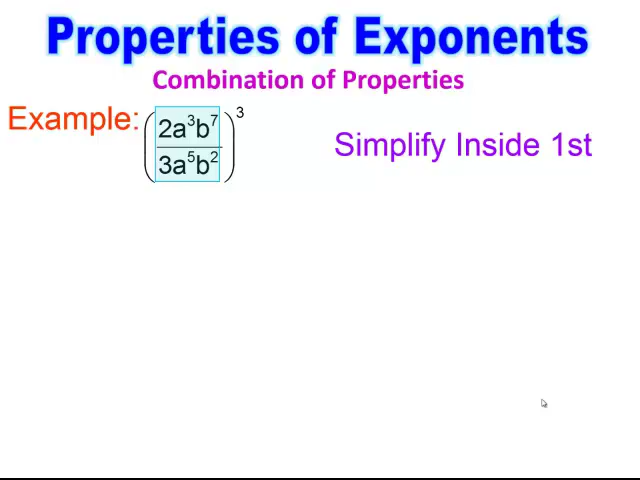 Properties of Exponents
Combination of Properties
Example: (2a³b⁷ / 3a⁵b²)³ Simplify Inside 1st